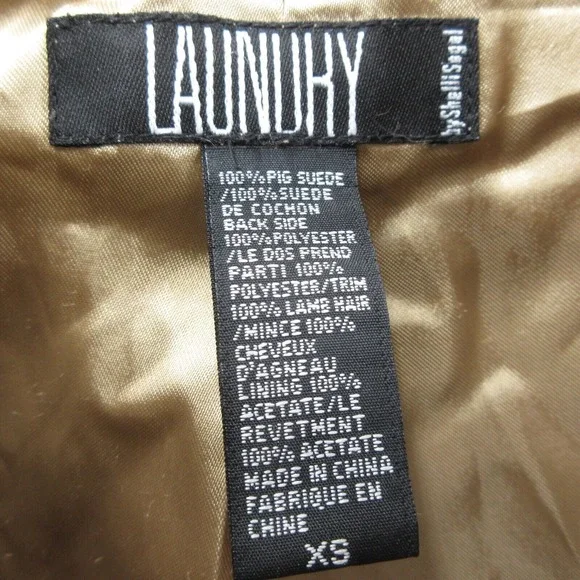 LAUNDRY
by Shelli Segal
100% PIG SUEDE
/100% SUEDE
DE COCHON
BACK SIDE
100% POLYESTER
/LE DOS PREND
PARTI 100%
POLYESTER/TRIM
100% LAMB HAIR
/MINCE 100%
CHEVEUX
D'AGNEAU
LINING 100%
ACETATE/LE
REVETMENT
100% ACETATE
MADE IN CHINA
FABRIQUE EN
CHINE
XS